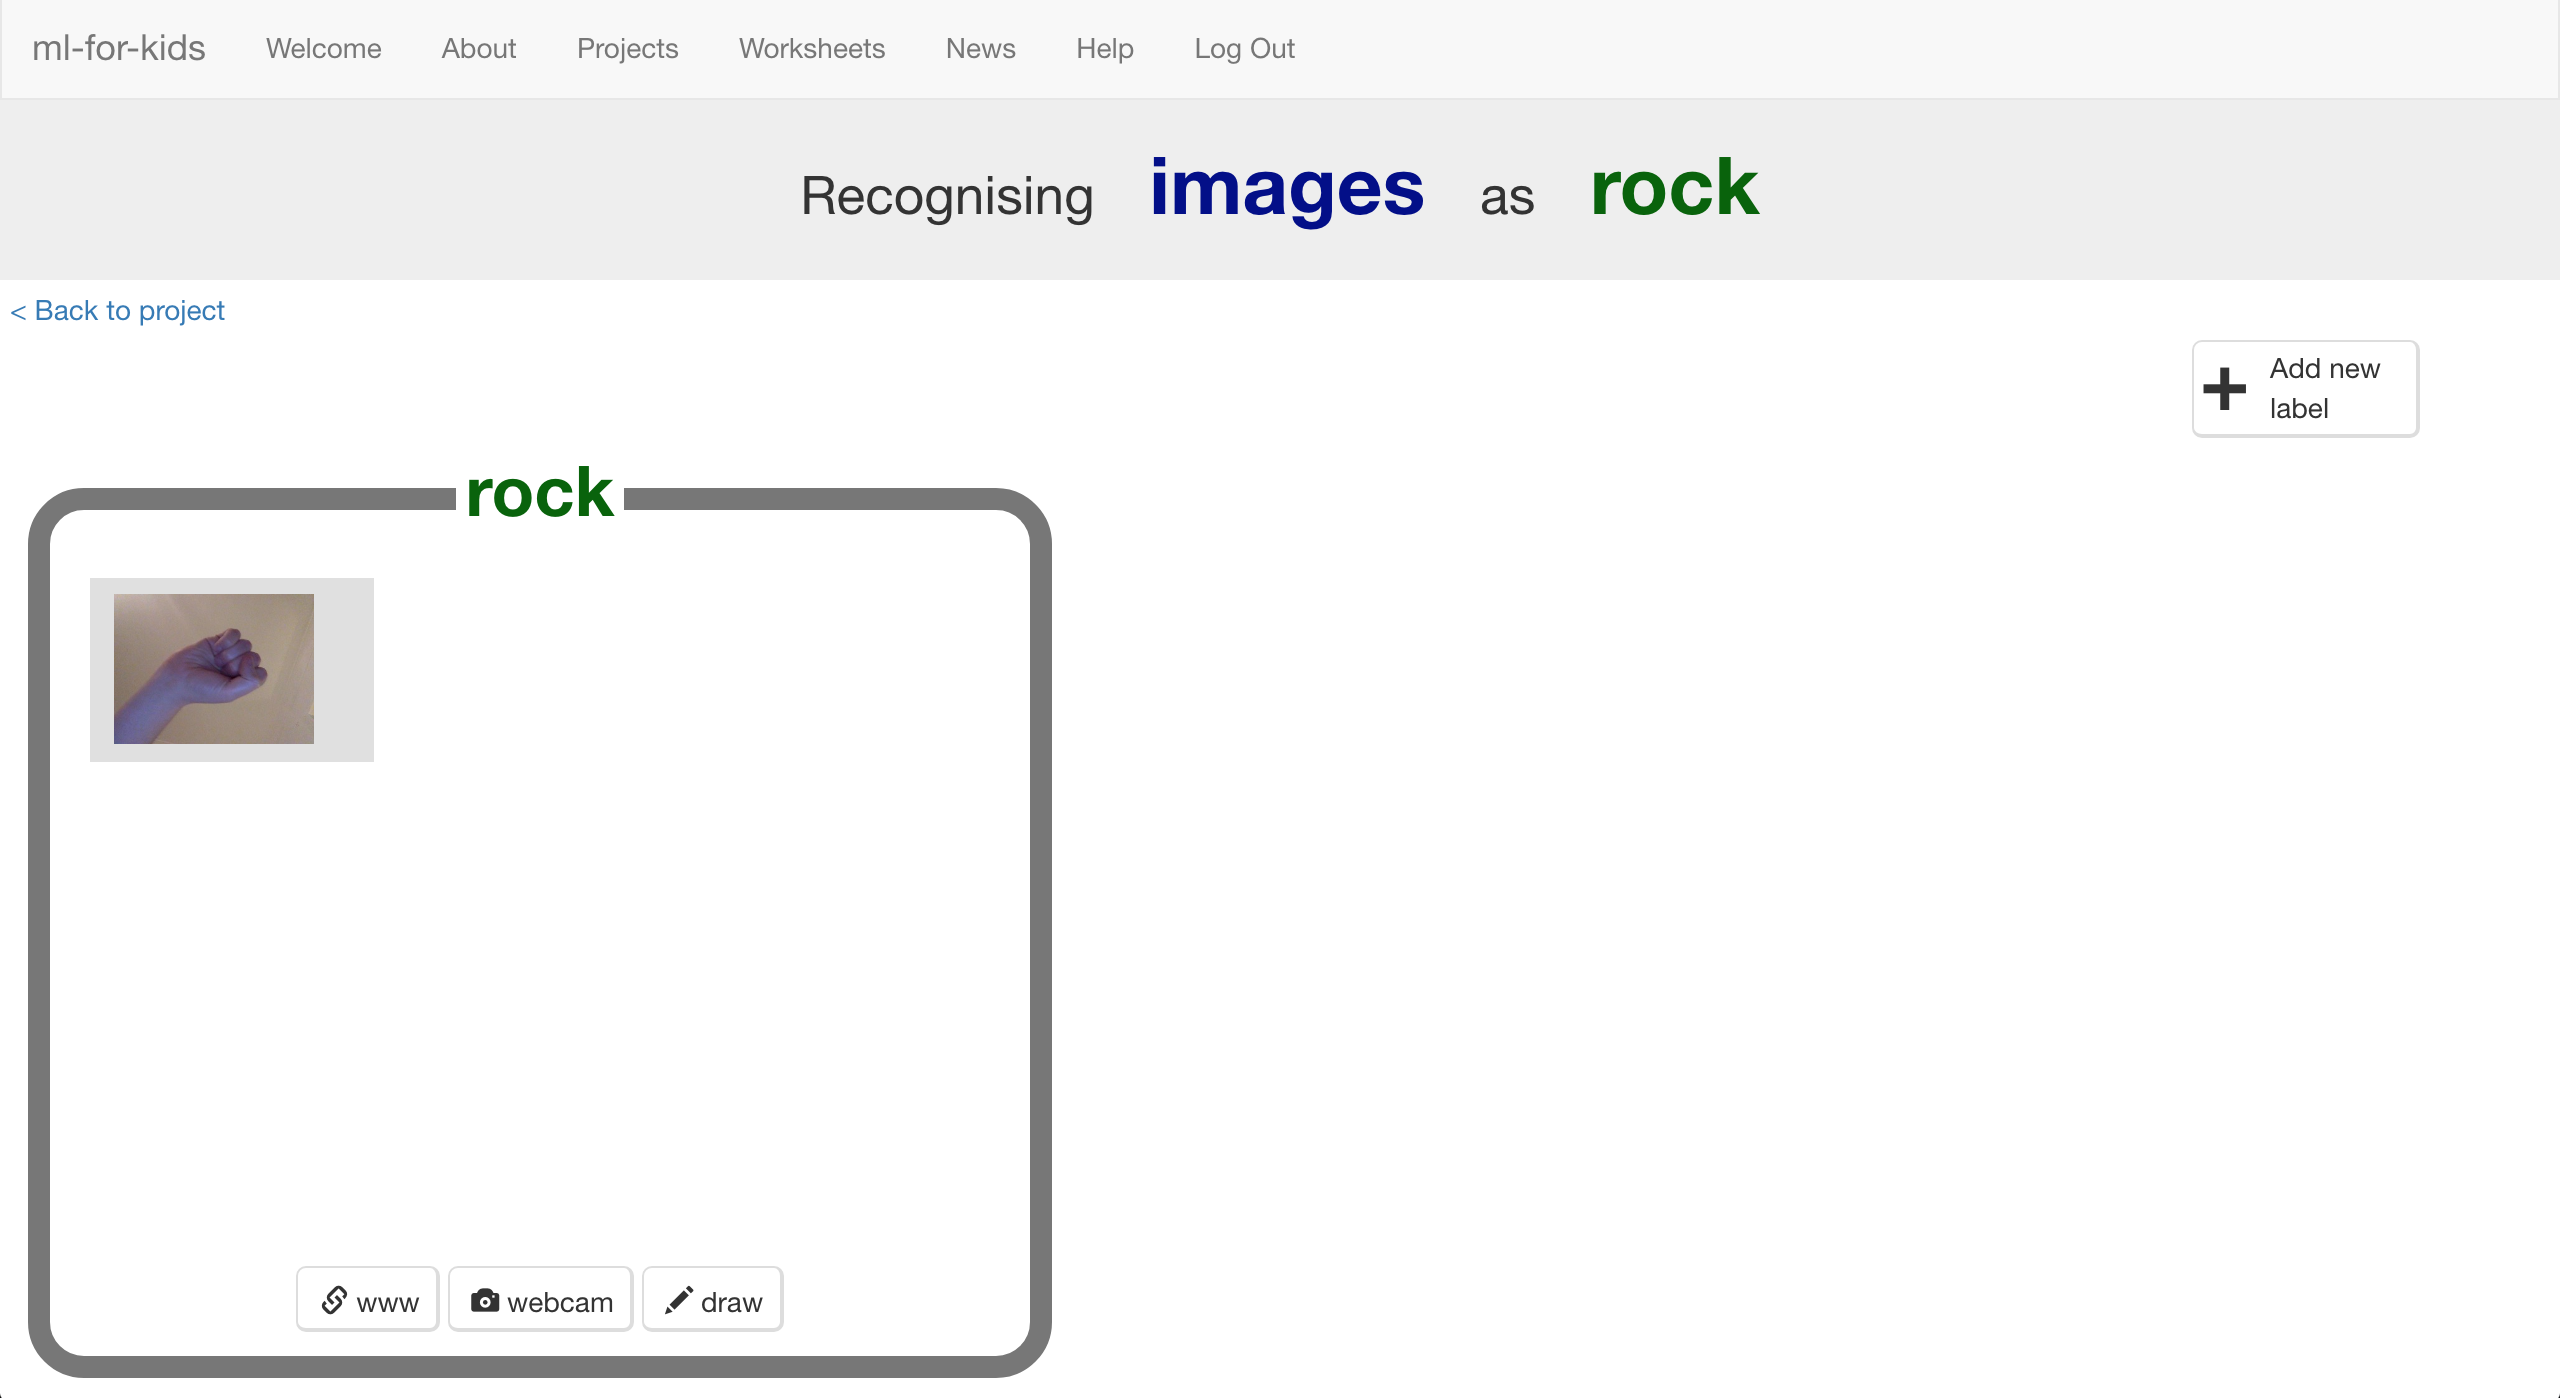 ml-for-kids Welcome About Projects Worksheets News Help Log Out
Recognising images as rock
< Back to project
Add new
label
rock
www webcam draw